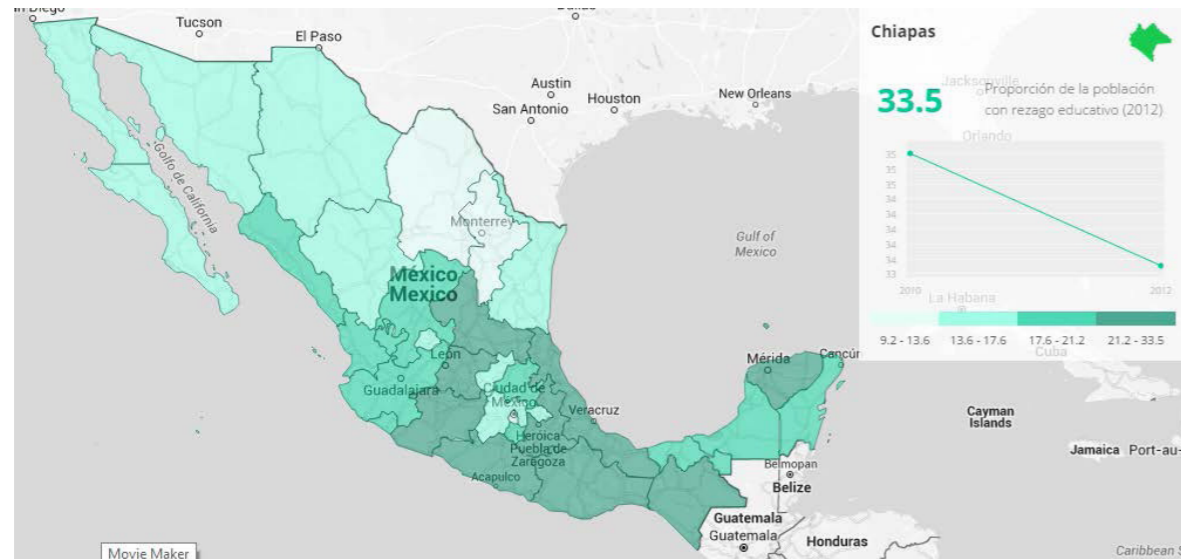 Tucson
El Paso
Austin
San Antonio
Houston
New Orleans
Golfo de California
Monterrey
Gulf of
Mexico
México
Mexico
León
Guadalajara
Ciudad de
México
Veracruz
Heroica
Puebla de
Zaragoza
Acapulco
Mérida
Cancún
Belmopan
Belize
Guatemala
Guatemala
Honduras
Cayman
Islands
Jamaica
Port-au-
Cuba
Caribbean S
Movie Maker
Chiapas
33.5
Proporción de la población
con rezago educativo (2012)
Jacksonville
Orlando
35
35
35
34
34
34
34
34
33
2010
2012
La Habana
9.2 - 13.6
13.6 - 17.6
17.6 - 21.2
21.2 - 33.5